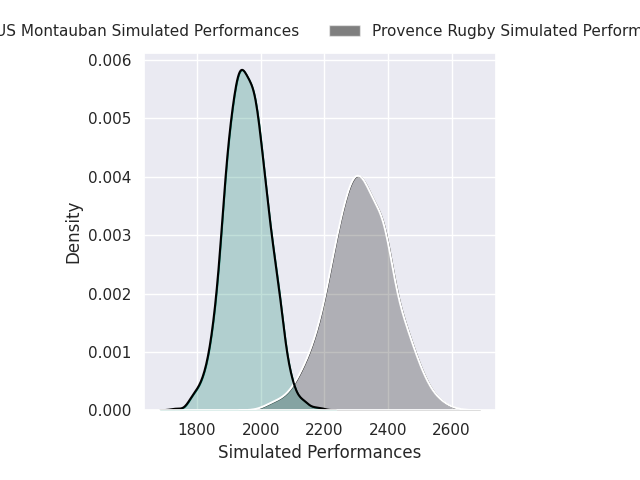 US Montauban Simulated Performances
Provence Rugby Simulated Perform
0.006
0.005
0.004
0.003
0.002
0.001
0.000
Density
1800 2000 2200 2400 2600
Simulated Performances